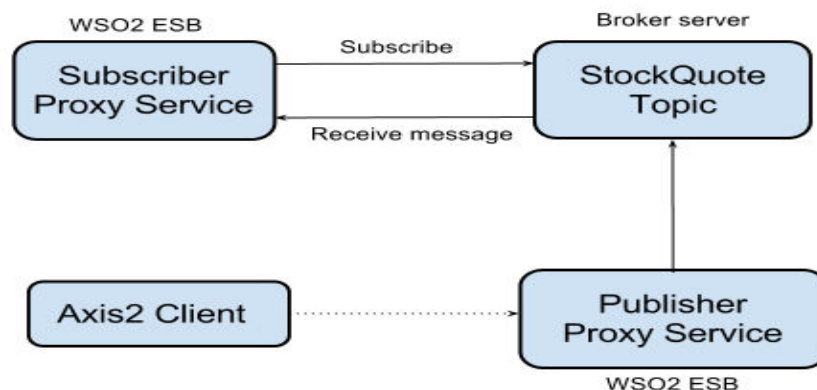 WSO2 ESB
Broker server
Subscriber
Proxy Service
Subscribe
StockQuote
Topic
Receive message
Axis2 Client
Publisher
Proxy Service
WSO2 ESB